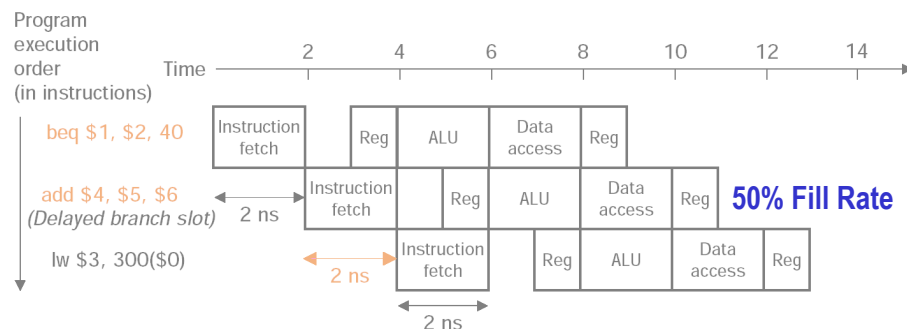 Program
execution
order
(in instructions)
Time
2 4 6 8 10 12 14
beq $1, $2, 40
Instruction
fetch
Reg
ALU
Data
access
Reg
add $4, $5, $6
(Delayed branch slot)
2 ns
Instruction
fetch
Reg
ALU
Data
access
Reg
50% Fill Rate
lw $3, 300($0)
2 ns
Instruction
fetch
Reg
ALU
Data
access
Reg
2 ns